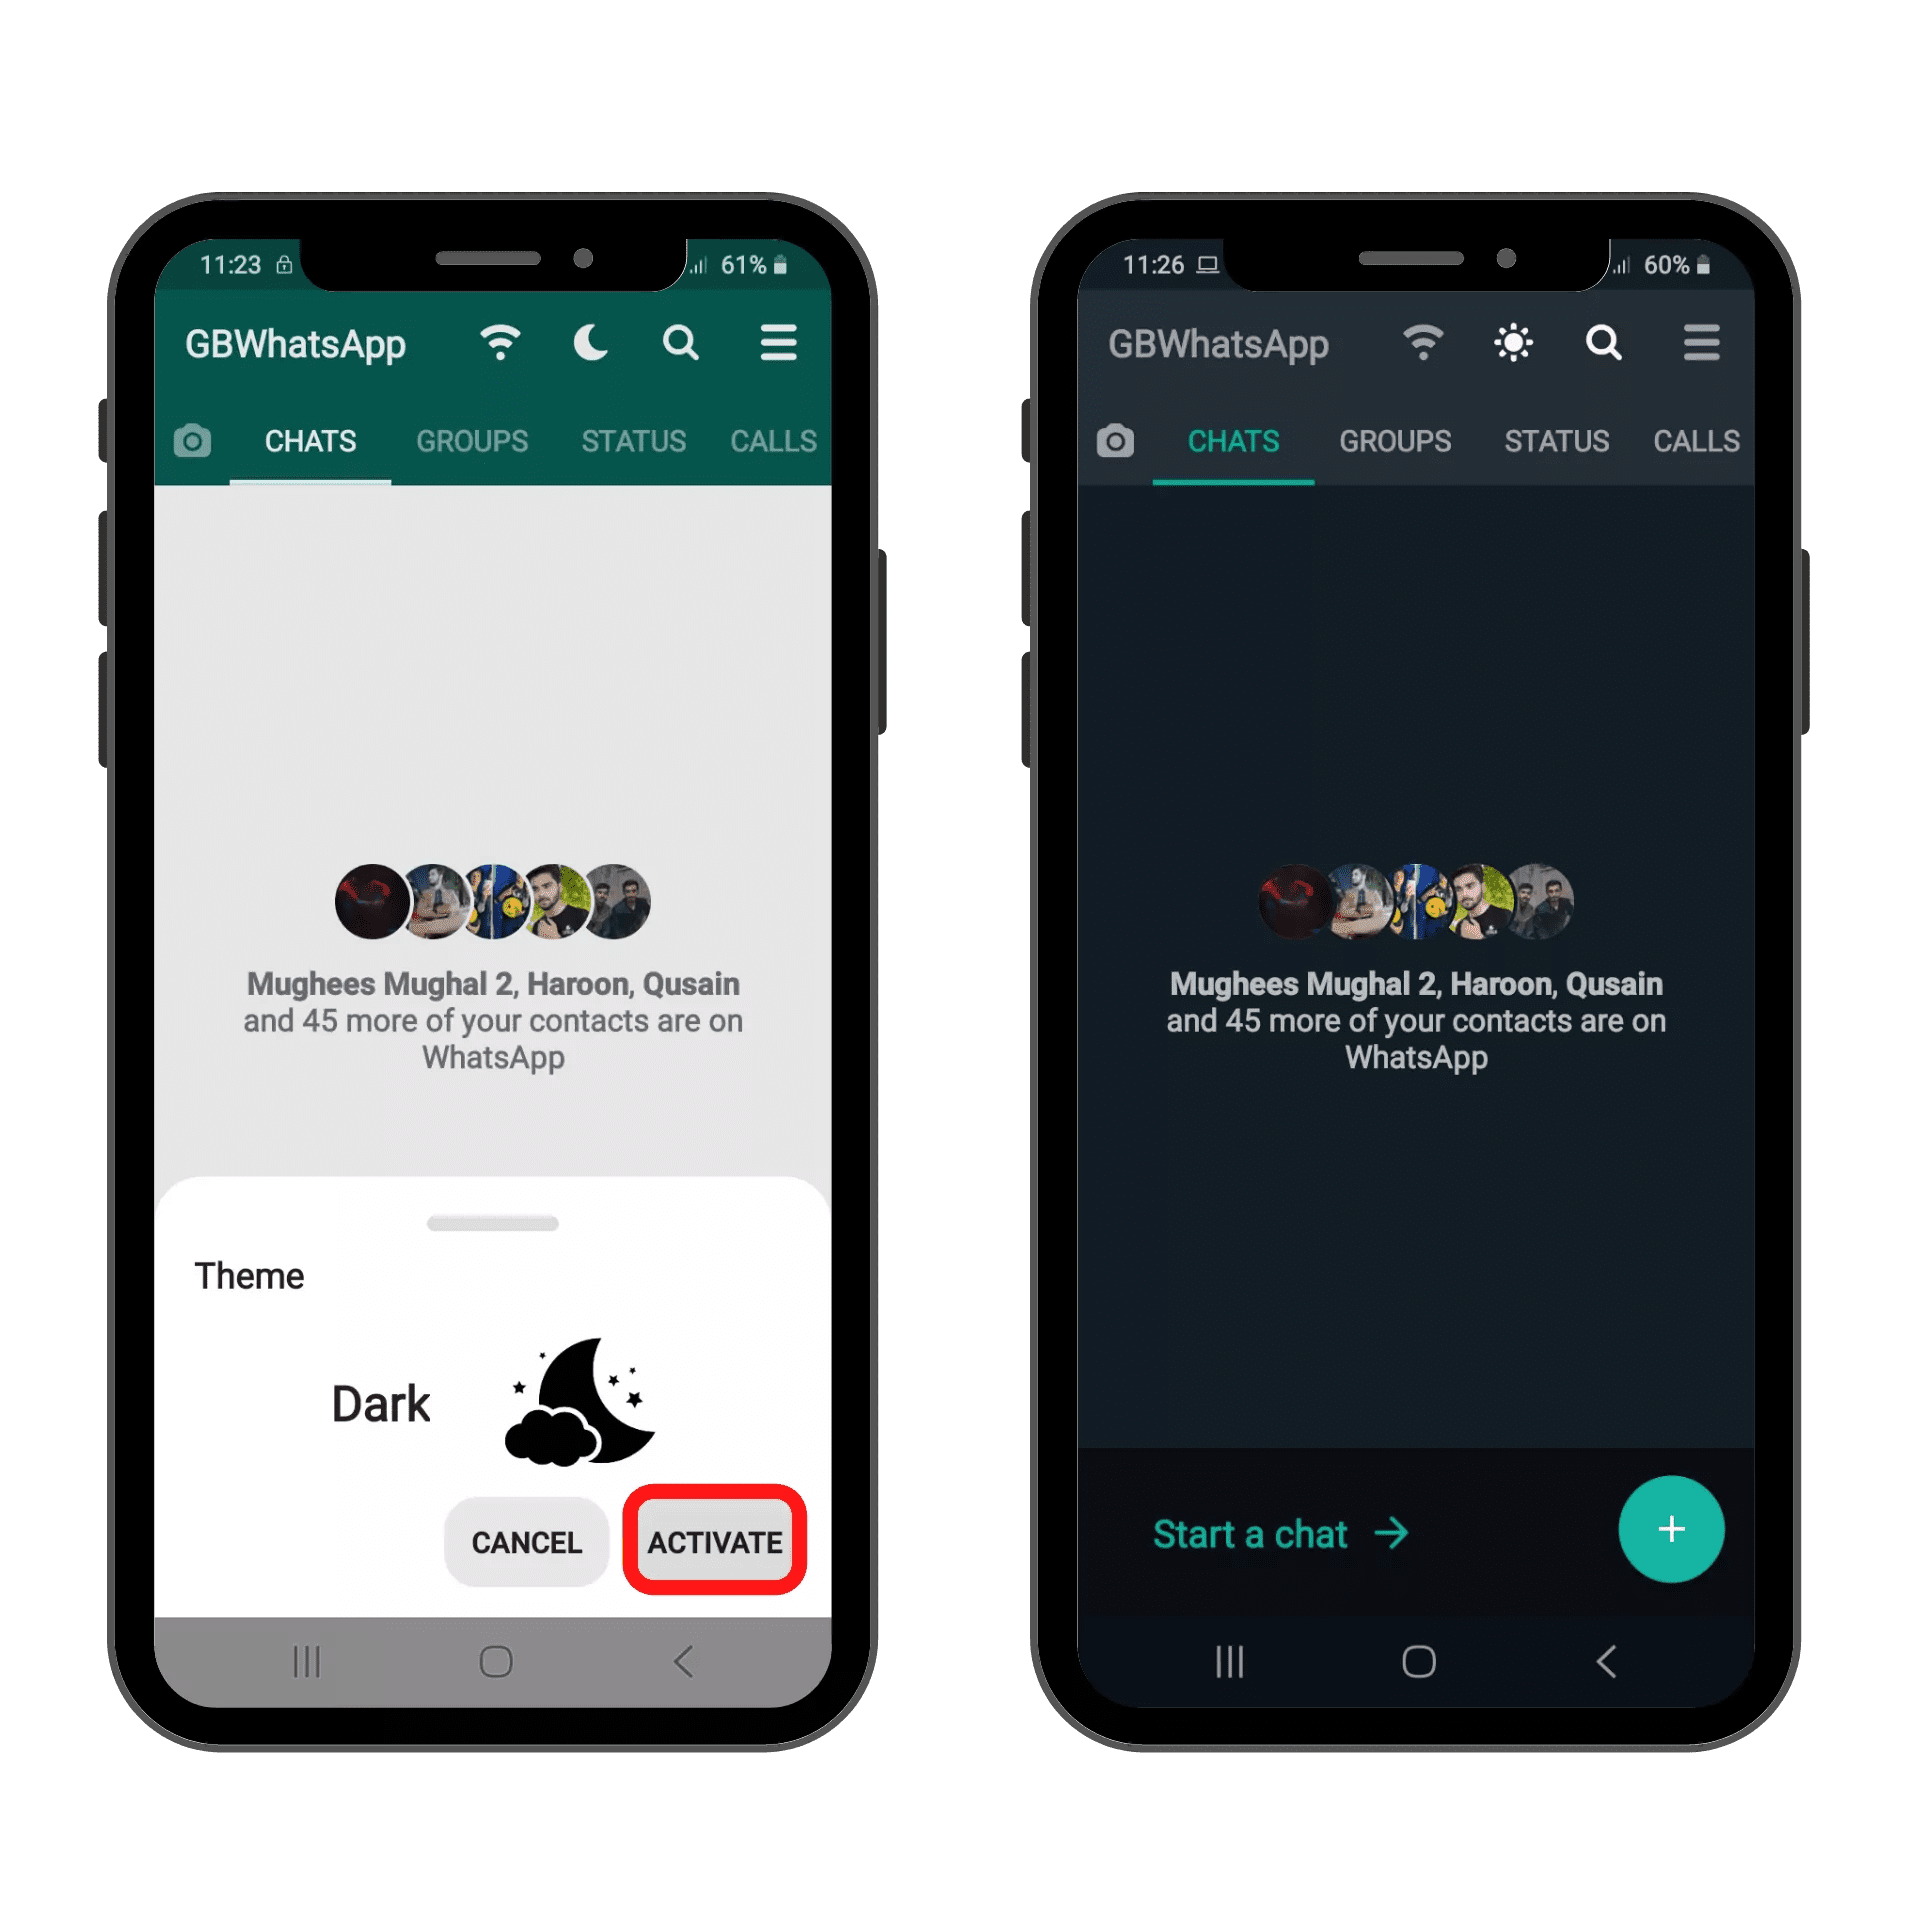 11:23
61%
GBWhatsApp
CHATS GROUPS STATUS CALLS
Mughees Mughal 2, Haroon, Qusain
and 45 more of your contacts are on
WhatsApp
Theme
Dark
CANCEL ACTIVATE
11:26
60%
GBWhatsApp
CHATS GROUPS STATUS CALLS
Mughees Mughal 2, Haroon, Qusain
and 45 more of your contacts are on
WhatsApp
Start a chat →